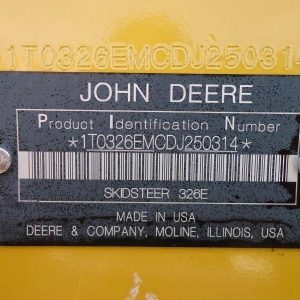 1T0326EMCDJ250314
JOHN DEERE
Product Identification Number
*1T0326EMCDJ250314*
SKIDSTEER 326E
MADE IN USA
DEERE & COMPANY, MOLINE, ILLINOIS, USA